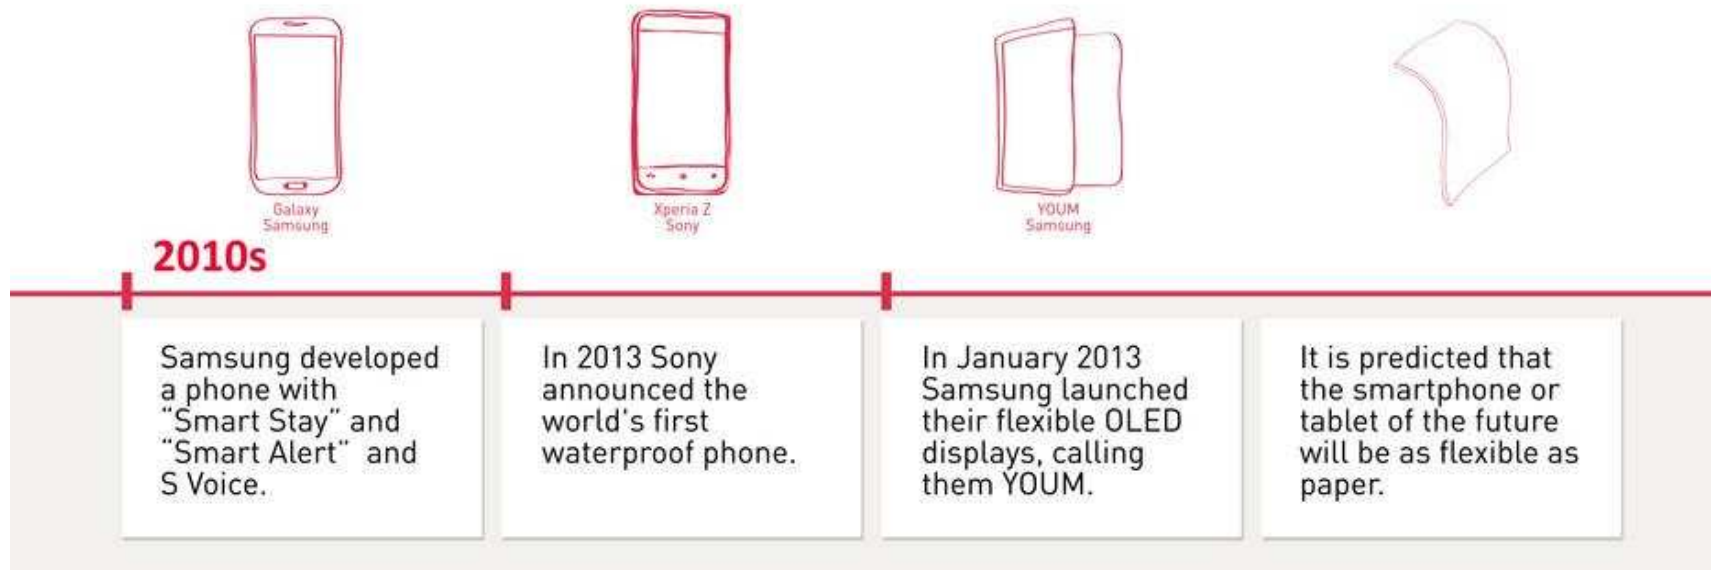 Galaxy
Samsung
Xperia Z
Sony
YOUM
Samsung
2010s
Samsung developed
a phone with
“Smart Stay” and
“Smart Alert” and
S Voice.
In 2013 Sony
announced the
world's first
waterproof phone.
In January 2013
Samsung launched
their flexible OLED
displays, calling
them YOUM.
It is predicted that
the smartphone or
tablet of the future
will be as flexible as
paper.